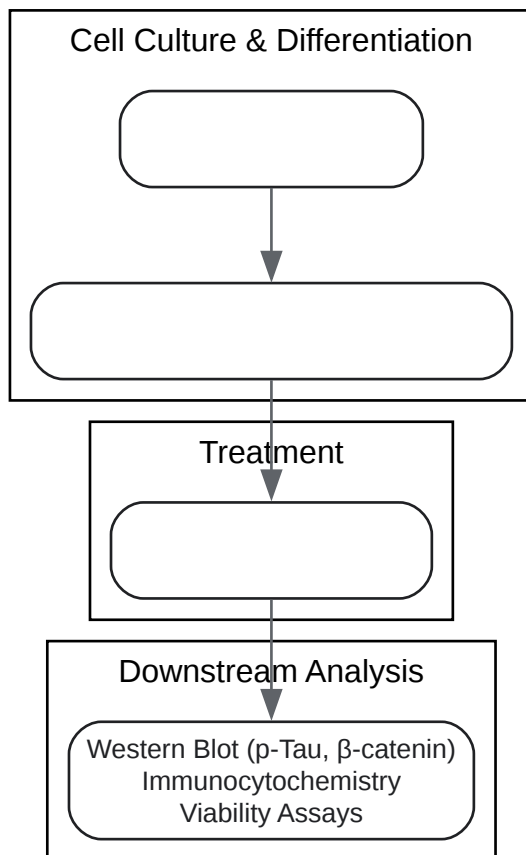 Cell Culture & Differentiation
Treatment
Downstream Analysis
Western Blot (p-Tau, β-catenin)
Immunocytochemistry
Viability Assays